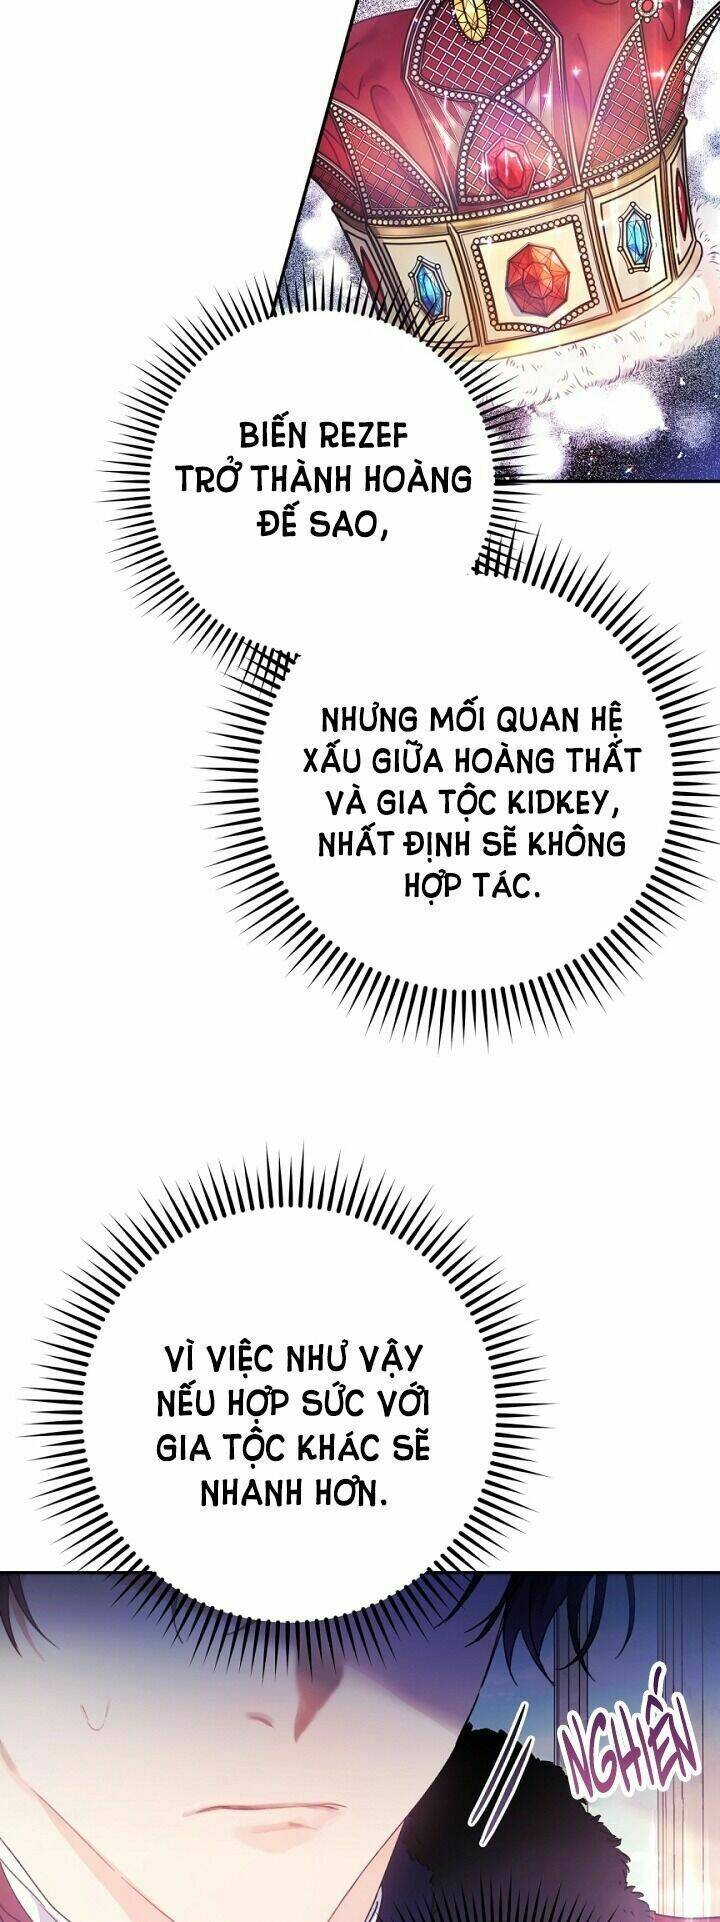 BIẾN REZEF
TRỞ THÀNH HOÀNG
ĐẾ SAO,
NHƯNG MỐI QUAN HỆ
XẤU GIỮA HOÀNG THẤT
VÀ GIA TỘC KIDKEY,
NHẤT ĐỊNH SẼ KHÔNG
HỢP TÁC.
VÌ VIỆC NHƯ VẬY
NẾU HỢP SỨC VỚI
GIA TỘC KHÁC SẼ
NHANH HƠN.
NGHIẾN